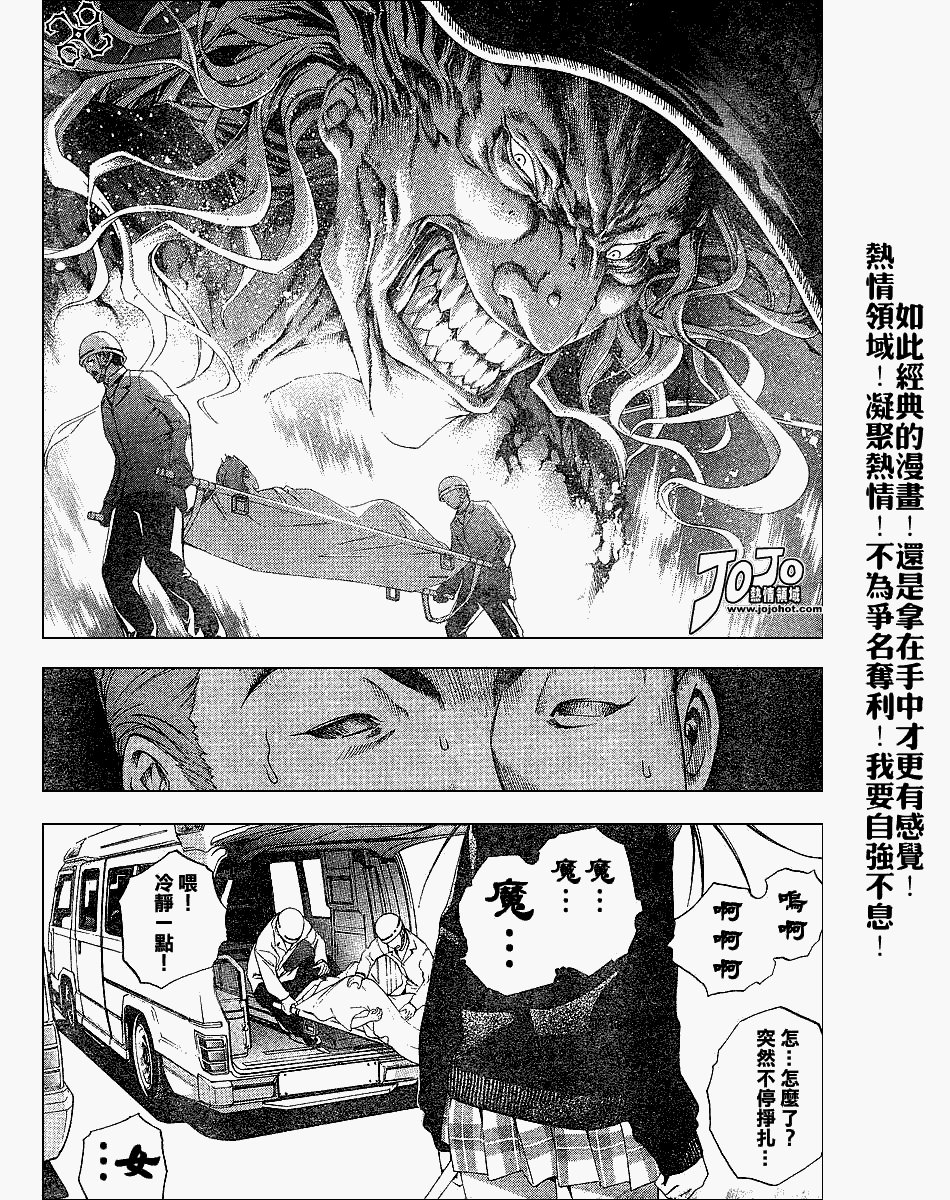 如此經典的漫畫！還是拿在手中才更有感覺！
熱情領域！凝聚熱情！不為爭名奪利！我要自強不息！
JOJO
熱情領域
www.jojohot.com
嗚啊
啊啊啊
怎…怎麼了？
突然不停掙扎…
魔…
魔…
魔…
喂！
冷靜一點！
女…